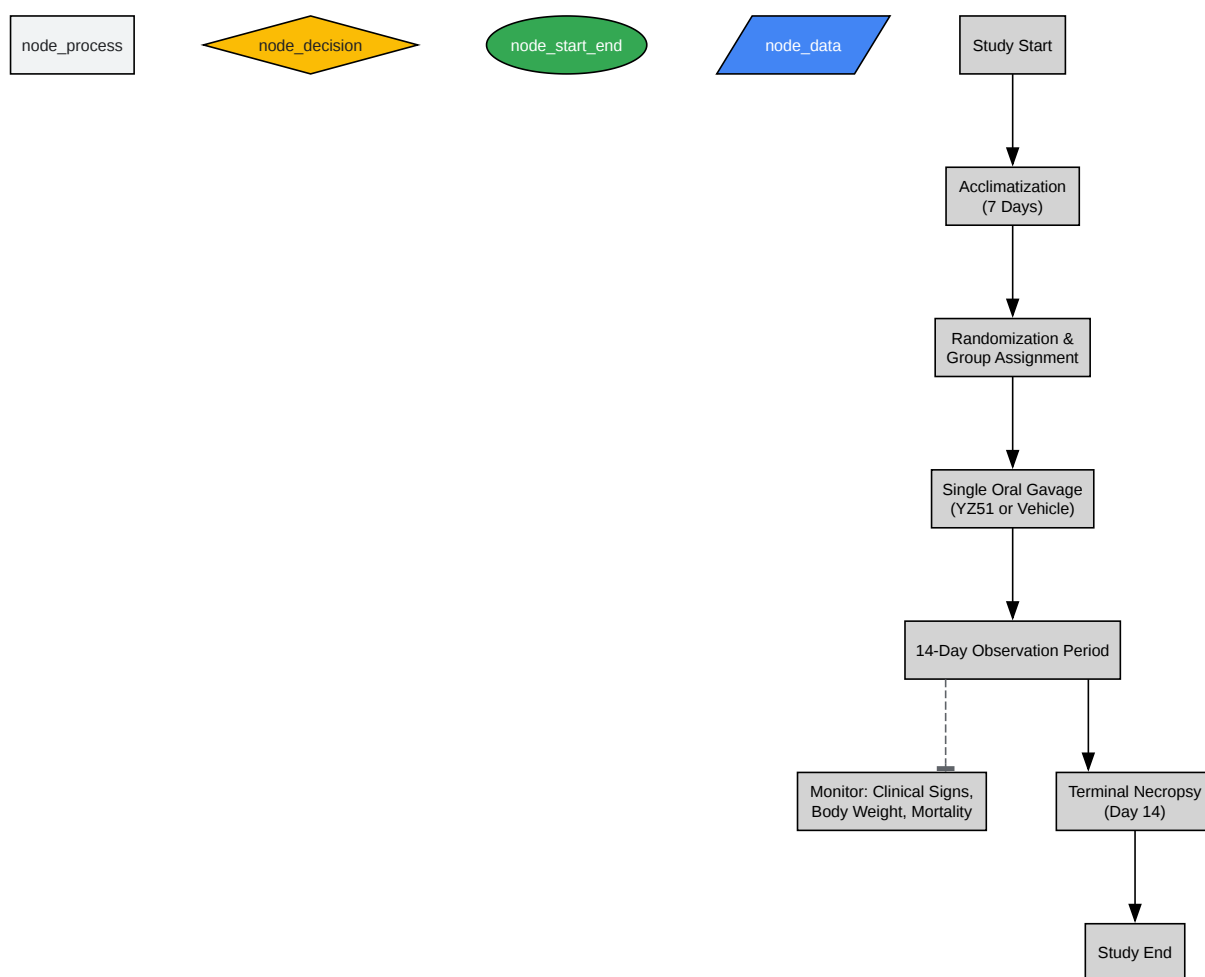 node_process
node_decision
node_start_end
node_data
Study Start
Acclimatization
(7 Days)
Randomization &
Group Assignment
Single Oral Gavage
(YZ51 or Vehicle)
14-Day Observation Period
Monitor: Clinical Signs,
Body Weight, Mortality
Terminal Necropsy
(Day 14)
Study End